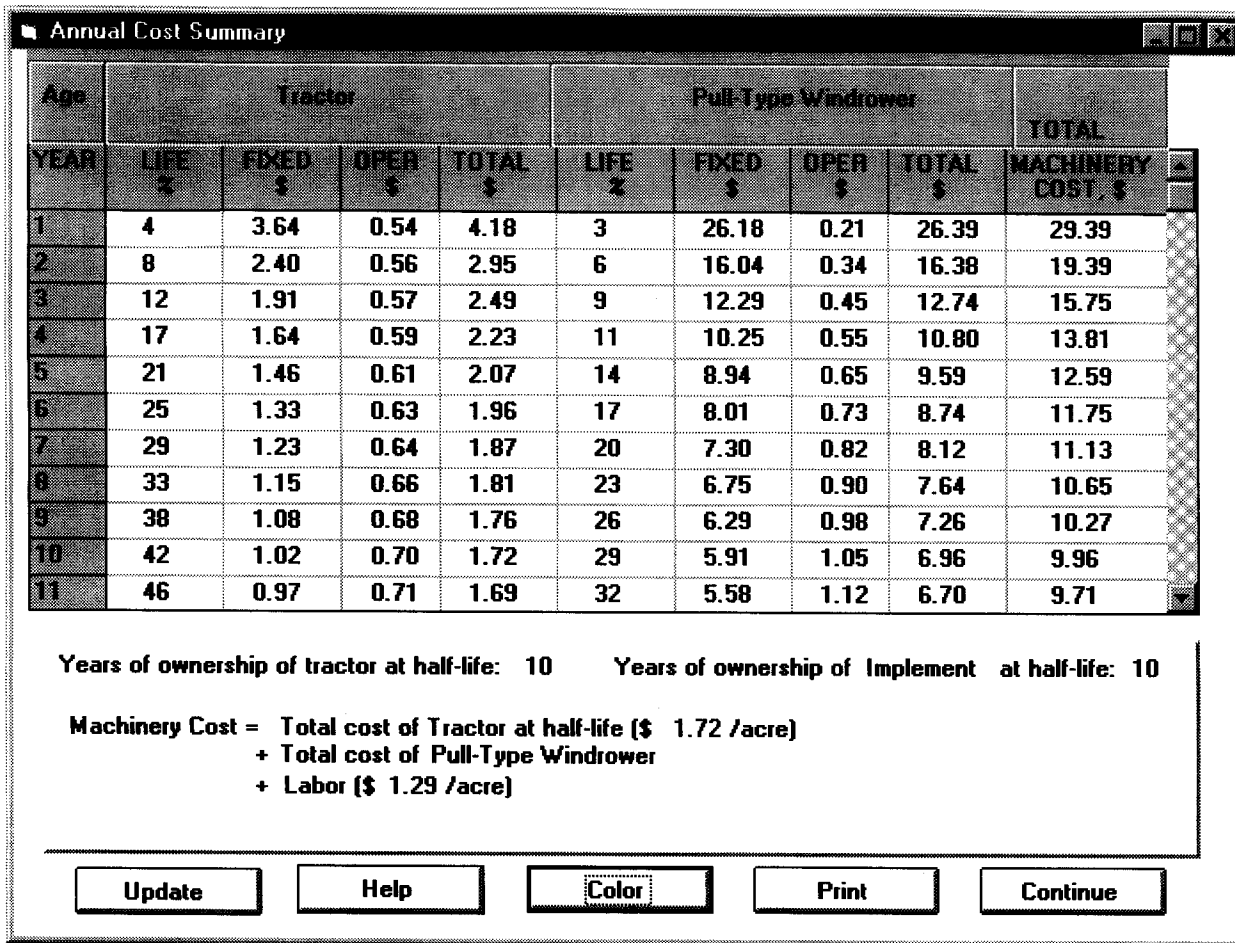 Annual Cost Summary
Age Tractor Pull-Type Windrower TOTAL
YEAR LIFE % FIXED $ OPER $ TOTAL $ LIFE % FIXED $ OPER $ TOTAL $ MACHINERY COST, $
1 4 3.64 0.54 4.18 3 26.18 0.21 26.39 29.39
2 8 2.40 0.56 2.95 6 16.04 0.34 16.38 19.39
3 12 1.91 0.57 2.49 9 12.29 0.45 12.74 15.75
4 17 1.64 0.59 2.23 11 10.25 0.55 10.80 13.81
5 21 1.46 0.61 2.07 14 8.94 0.65 9.59 12.59
6 25 1.33 0.63 1.96 17 8.01 0.73 8.74 11.75
7 29 1.23 0.64 1.87 20 7.30 0.82 8.12 11.13
8 33 1.15 0.66 1.81 23 6.75 0.90 7.64 10.65
9 38 1.08 0.68 1.76 26 6.29 0.98 7.26 10.27
10 42 1.02 0.70 1.72 29 5.91 1.05 6.96 9.96
11 46 0.97 0.71 1.69 32 5.58 1.12 6.70 9.71
Years of ownership of tractor at half-life: 10 Years of ownership of Implement at half-life: 10
Machinery Cost = Total cost of Tractor at half-life ($ 1.72 /acre)
+ Total cost of Pull-Type Windrower
+ Labor ($ 1.29 /acre)
Update Help Color Print Continue